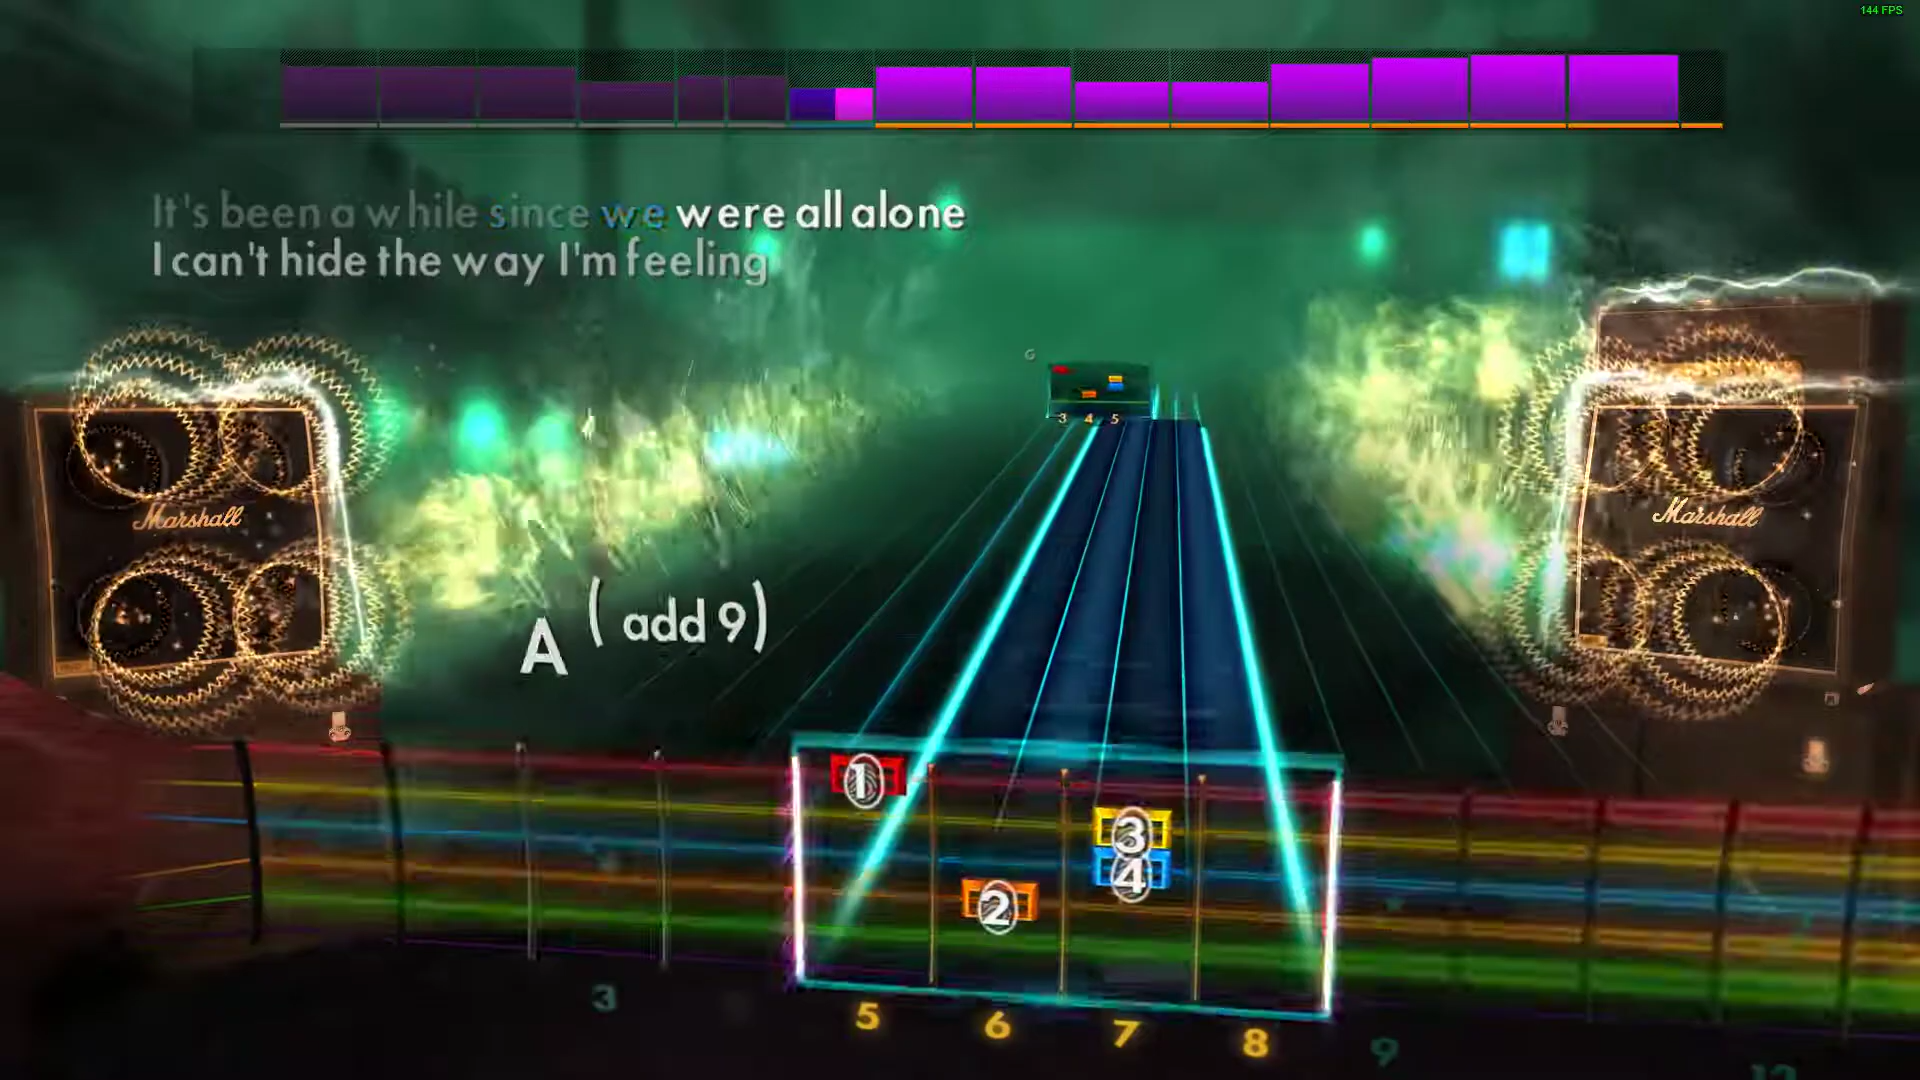 144 FPS
It's been a while since we were all alone
I can't hide the way I'm feeling
G
3 4 5
Marshall
Marshall
A (add 9)
1
3
4
2
3
5 6 7 8
9
12